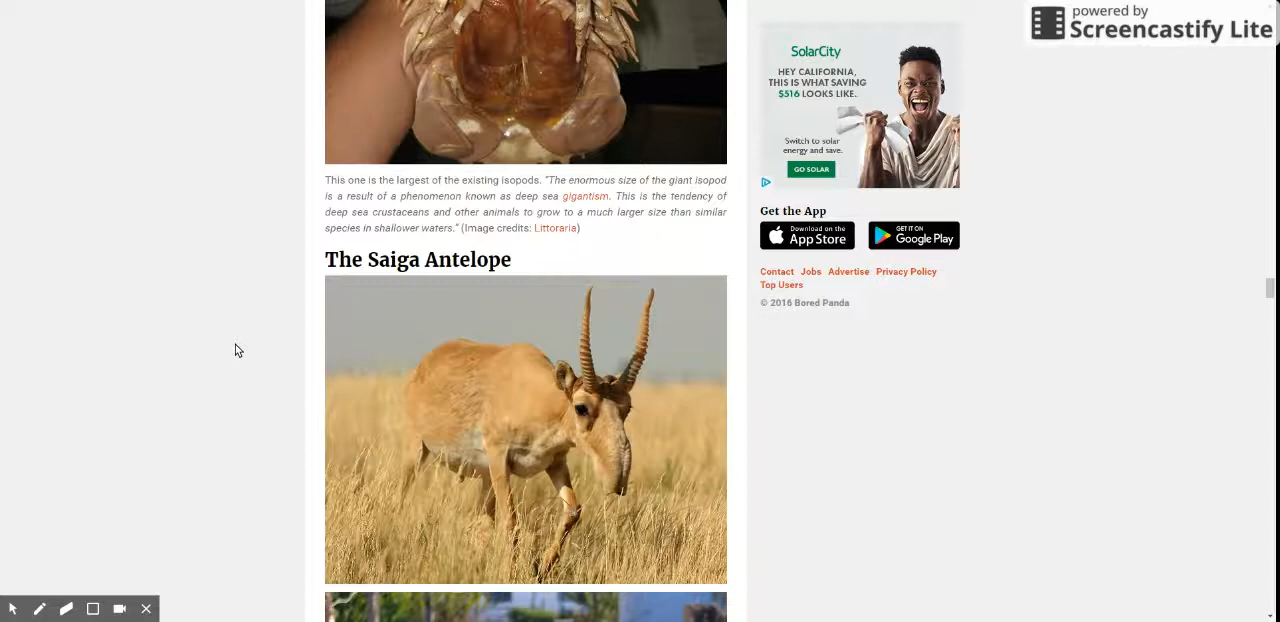 powered by
Screencastify Lite
SolarCity
HEY CALIFORNIA,
THIS IS WHAT SAVING
$516 LOOKS LIKE.
Switch to solar
energy and save.
GO SOLAR
This one is the largest of the existing isopods. "The enormous size of the giant isopod
is a result of a phenomenon known as deep sea gigantism. This is the tendency of
deep sea crustaceans and other animals to grow to a much larger size than similar
species in shallower waters." (Image credits: Littoraria)
The Saiga Antelope
Get the App
Download on the
App Store
GET IT ON
Google Play
Contact Jobs Advertise Privacy Policy
Top Users
© 2016 Bored Panda